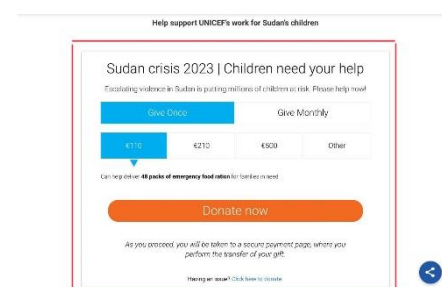 Help support UNICEF's work for Sudan's children
Sudan crisis 2023 | Children need your help
Escalating violence in Sudan is putting millions of children at risk. Please help now!
Give Once Give Monthly
€110 €210 €500 Other
Can help deliver 48 packs of emergency food ration for families in need
Donate now
As you proceed, you will be taken to a secure payment page, where you
perform the transfer of your gift.
Having an issue? Click here to donate